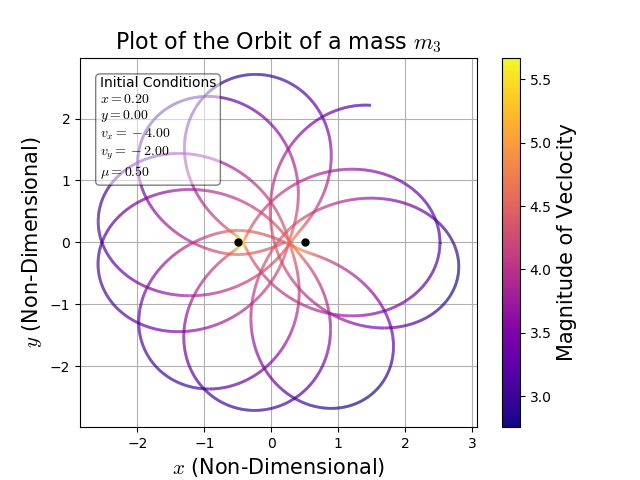 Plot of the Orbit of a mass m₃
Initial Conditions
x = 0.20
y = 0.00
vₓ = −4.00
v_y = −2.00
μ = 0.50
2
1
0
−1
−2
y (Non-Dimensional)
−2 −1 0 1 2 3
x (Non-Dimensional)
5.5
5.0
4.5
4.0
3.5
3.0
Magnitude of Veclocity